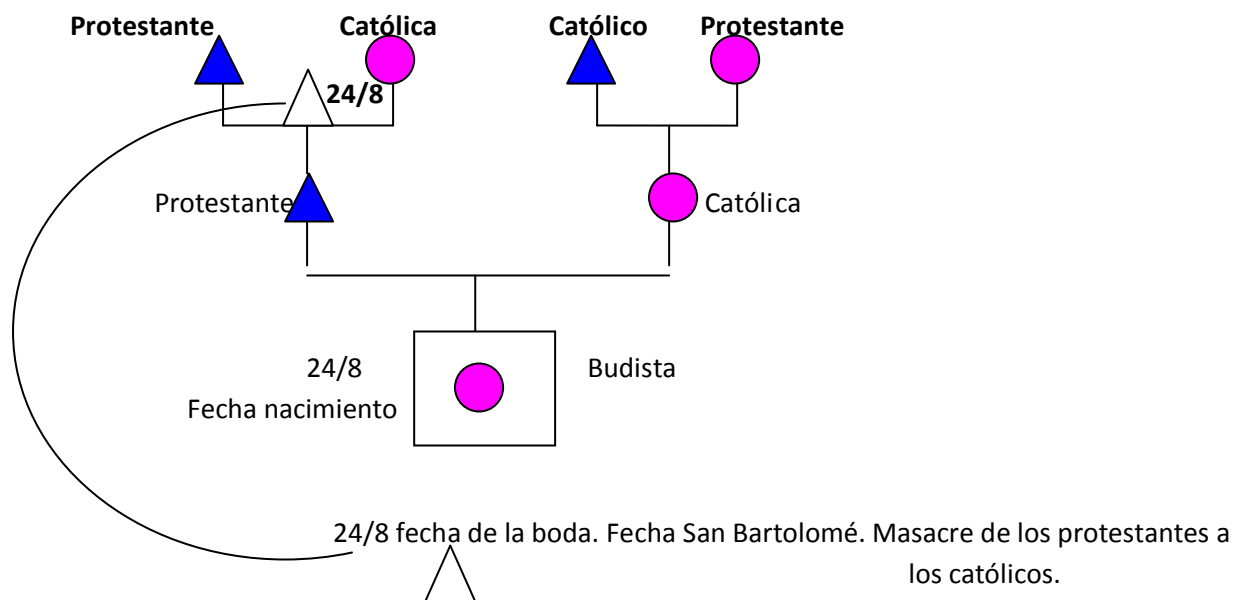 Protestante Católica Católico Protestante
24/8
Protestante Católica
24/8 Budista
Fecha nacimiento
24/8 fecha de la boda. Fecha San Bartolomé. Masacre de los protestantes a
los católicos.